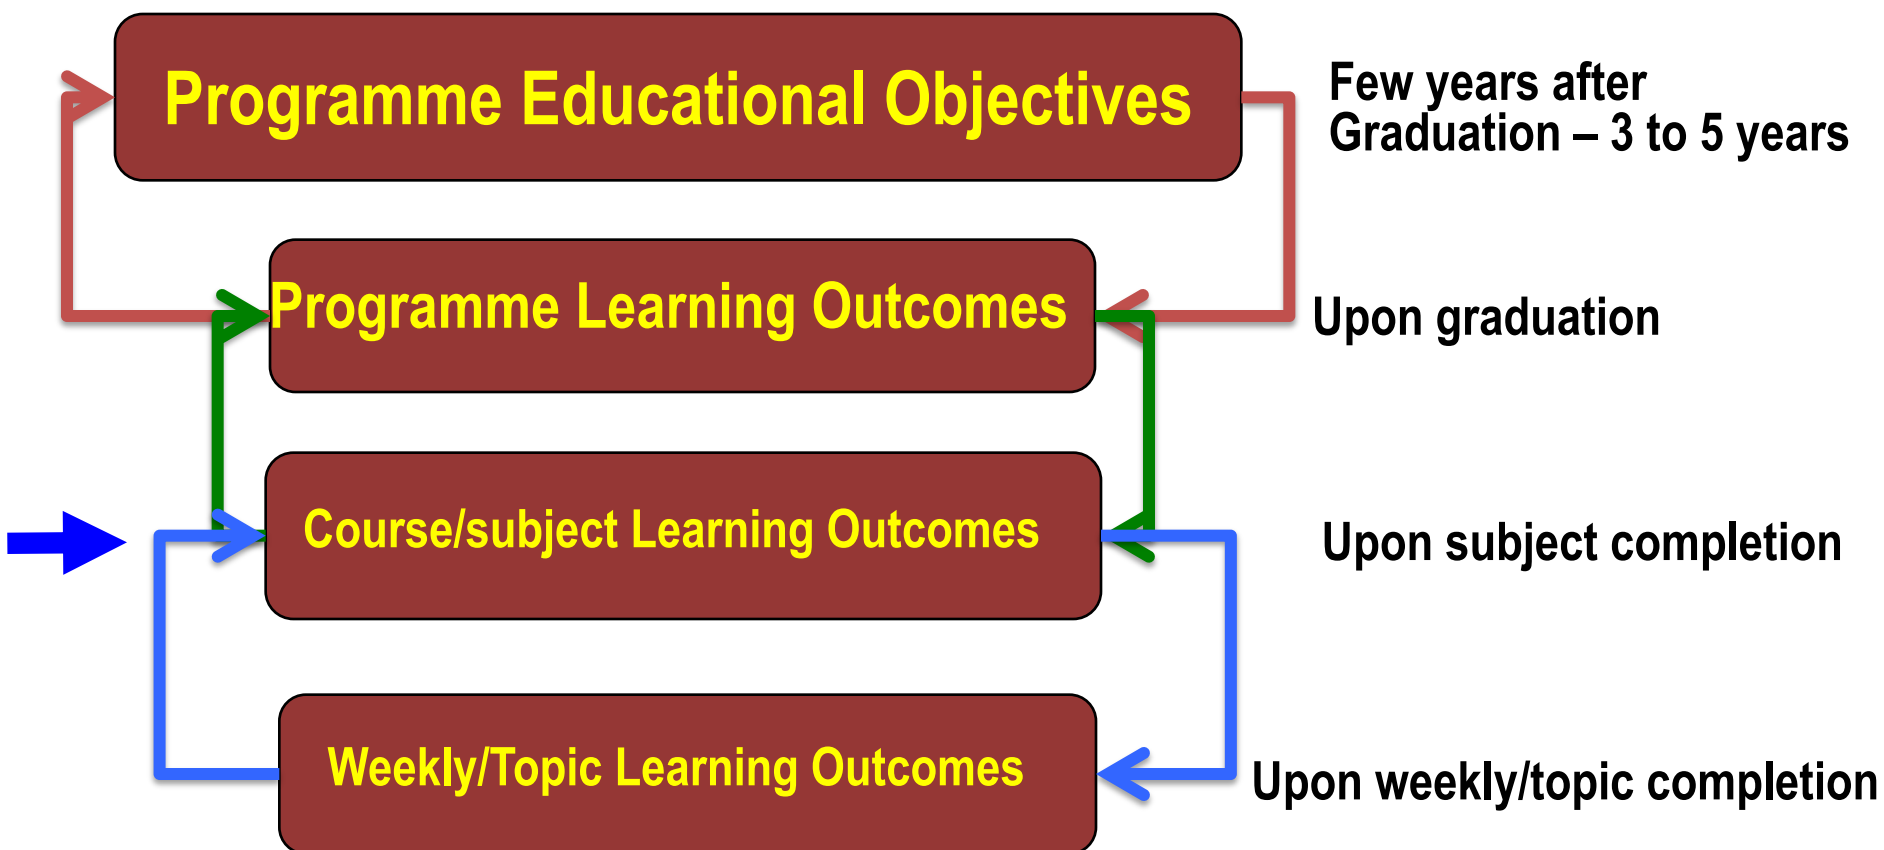 Programme Educational Objectives
Few years after
Graduation – 3 to 5 years
Programme Learning Outcomes
Upon graduation
Course/subject Learning Outcomes
Upon subject completion
Weekly/Topic Learning Outcomes
Upon weekly/topic completion